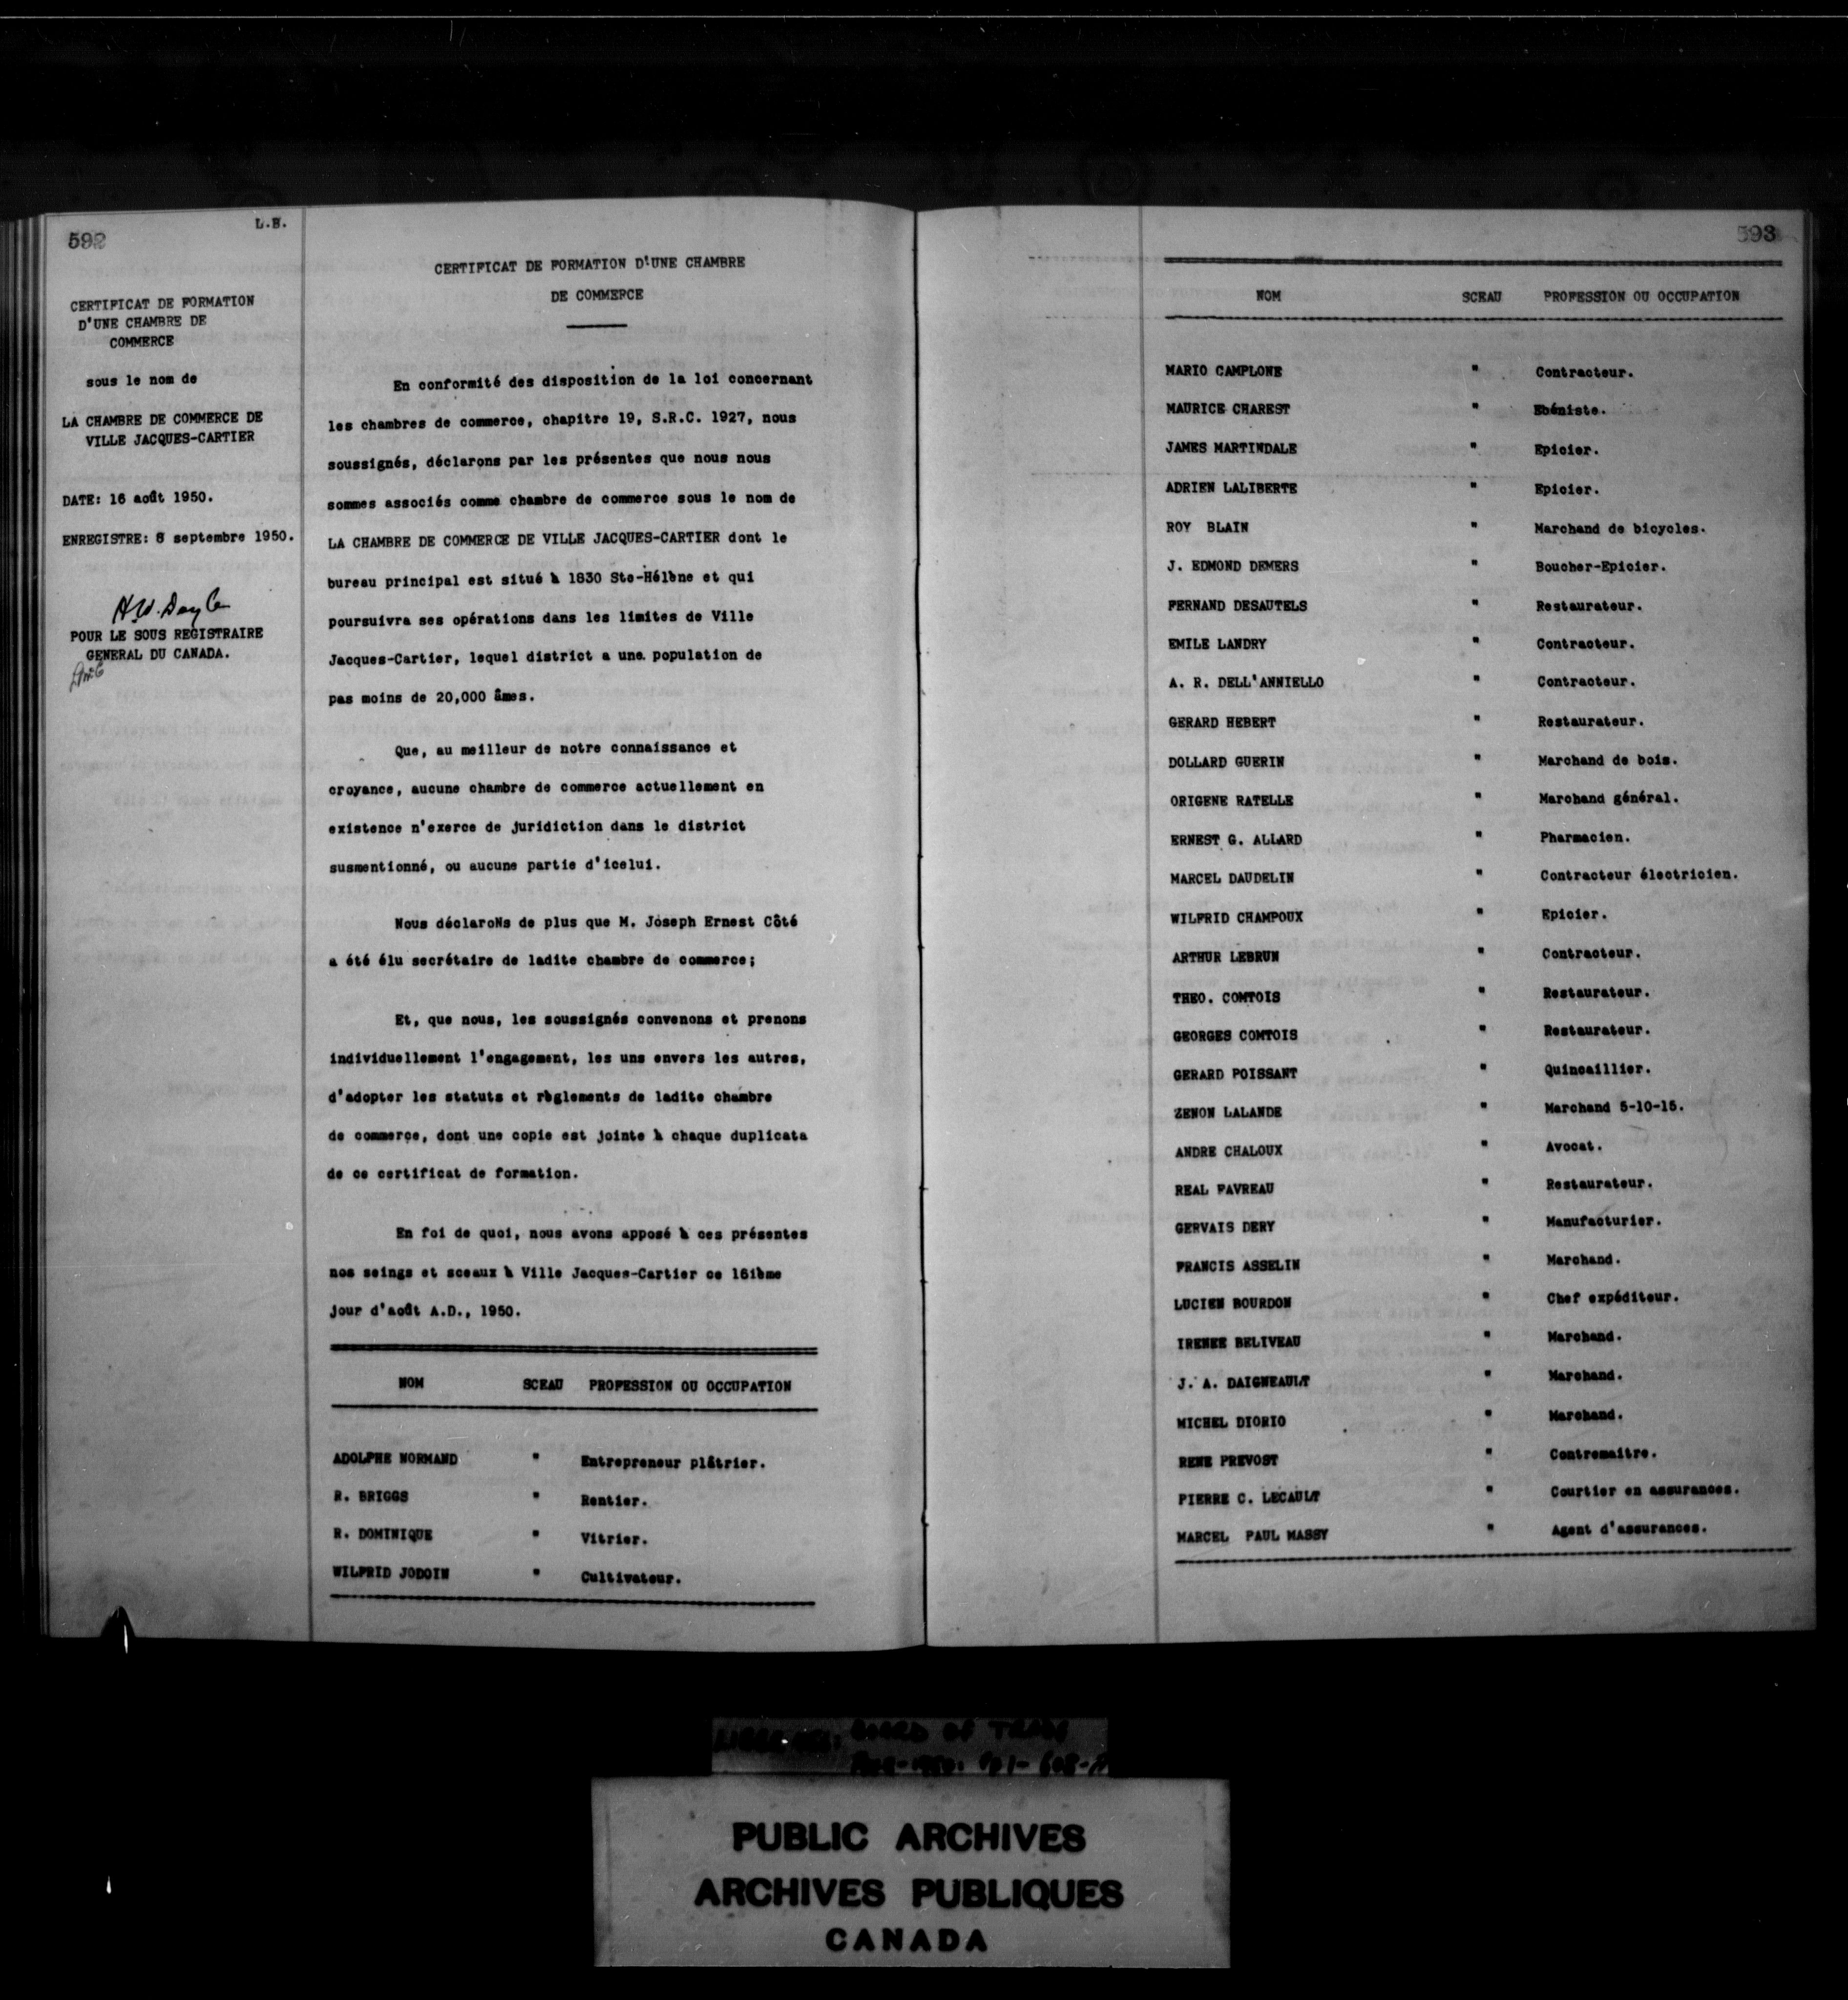 592
L.B.
CERTIFICAT DE FORMATION
D'UNE CHAMBRE DE
COMMERCE
sous le nom de
LA CHAMBRE DE COMMERCE DE
VILLE JACQUES-CARTIER
DATE: 16 août 1950.
ENREGISTRE: 8 septembre 1950.
POUR LE SOUS REGISTRAIRE
GENERAL DU CANADA.
CERTIFICAT DE FORMATION D'UNE CHAMBRE
DE COMMERCE
En conformité des disposition de la loi concernant
les chambres de commerce, chapitre 19, S.R.C. 1927, nous
soussignés, déclarons par les présentes que nous nous
sommes associés comme chambre de commerce sous le nom de
LA CHAMBRE DE COMMERCE DE VILLE JACQUES-CARTIER dont le
bureau principal est situé à 1830 Ste-Hélène et qui
poursuivra ses opérations dans les limites de Ville
Jacques-Cartier, lequel district a une population de
pas moins de 20,000 âmes.
Que, au meilleur de notre connaissance et
croyance, aucune chambre de commerce actuellement en
existence n'exerce de juridiction dans le district
susmentionné, ou aucune partie d'icelui.
Nous déclaroNs de plus que M. Joseph Ernest Côté
a été élu secrétaire de ladite chambre de commerce;
Et, que nous, les soussignés convenons et prenons
individuellement l'engagement, les uns envers les autres,
d'adopter les statuts et règlements de ladite chambre
de commerce, dont une copie est jointe à chaque duplicata
de ce certificat de formation.
En foi de quoi, nous avons apposé à ces présentes
nos seings et sceaux à Ville Jacques-Cartier ce 16ième
jour d'août A.D., 1950.
NOM SCEAU PROFESSION OU OCCUPATION
ADOLPHE NORMAND " Entrepreneur plâtrier.
R. BRIGGS " Rentier.
R. DOMINIQUE " Vitrier.
WILFRID JODOIN " Cultivateur.
593
NOM SCEAU PROFESSION OU OCCUPATION
MARIO CAMPLONE " Contracteur.
MAURICE CHAREST " Ebéniste.
JAMES MARTINDALE " Epicier.
ADRIEN LALIBERTE " Epicier.
ROY BLAIN " Marchand de bicycles.
J. EDMOND DEMERS " Boucher-Epicier.
FERNAND DESAUTELS " Restaurateur.
EMILE LANDRY " Contracteur.
A. R. DELL'ANNIELLO " Contracteur.
GERARD HEBERT " Restaurateur.
DOLLARD GUERIN " Marchand de bois.
ORIGENE RATELLE " Marchand général.
ERNEST G. ALLARD " Pharmacien.
MARCEL DAUDELIN " Contracteur électricien.
WILFRID CHAMPOUX " Epicier.
ARTHUR LEBRUN " Contracteur.
THEO. COMTOIS " Restaurateur.
GEORGES COMTOIS " Restaurateur.
GERARD POISSANT " Quincaillier.
ZENON LALANDE " Marchand 5-10-15.
ANDRE CHALOUX " Avocat.
REAL FAVREAU " Restaurateur.
GERVAIS DERY " Manufacturier.
FRANCIS ASSELIN " Marchand.
LUCIEN BOURDON " Chef expéditeur.
IRENEE BELIVEAU " Marchand.
J. A. DAIGNEAULT " Marchand.
MICHEL DIORIO " Marchand.
RENE PREVOST " Contremaître.
PIERRE C. LECAULT " Courtier en assurances.
MARCEL PAUL MASSY " Agent d'assurances.
BOARD OF TRADE
PUBLIC ARCHIVES
ARCHIVES PUBLIQUES
CANADA